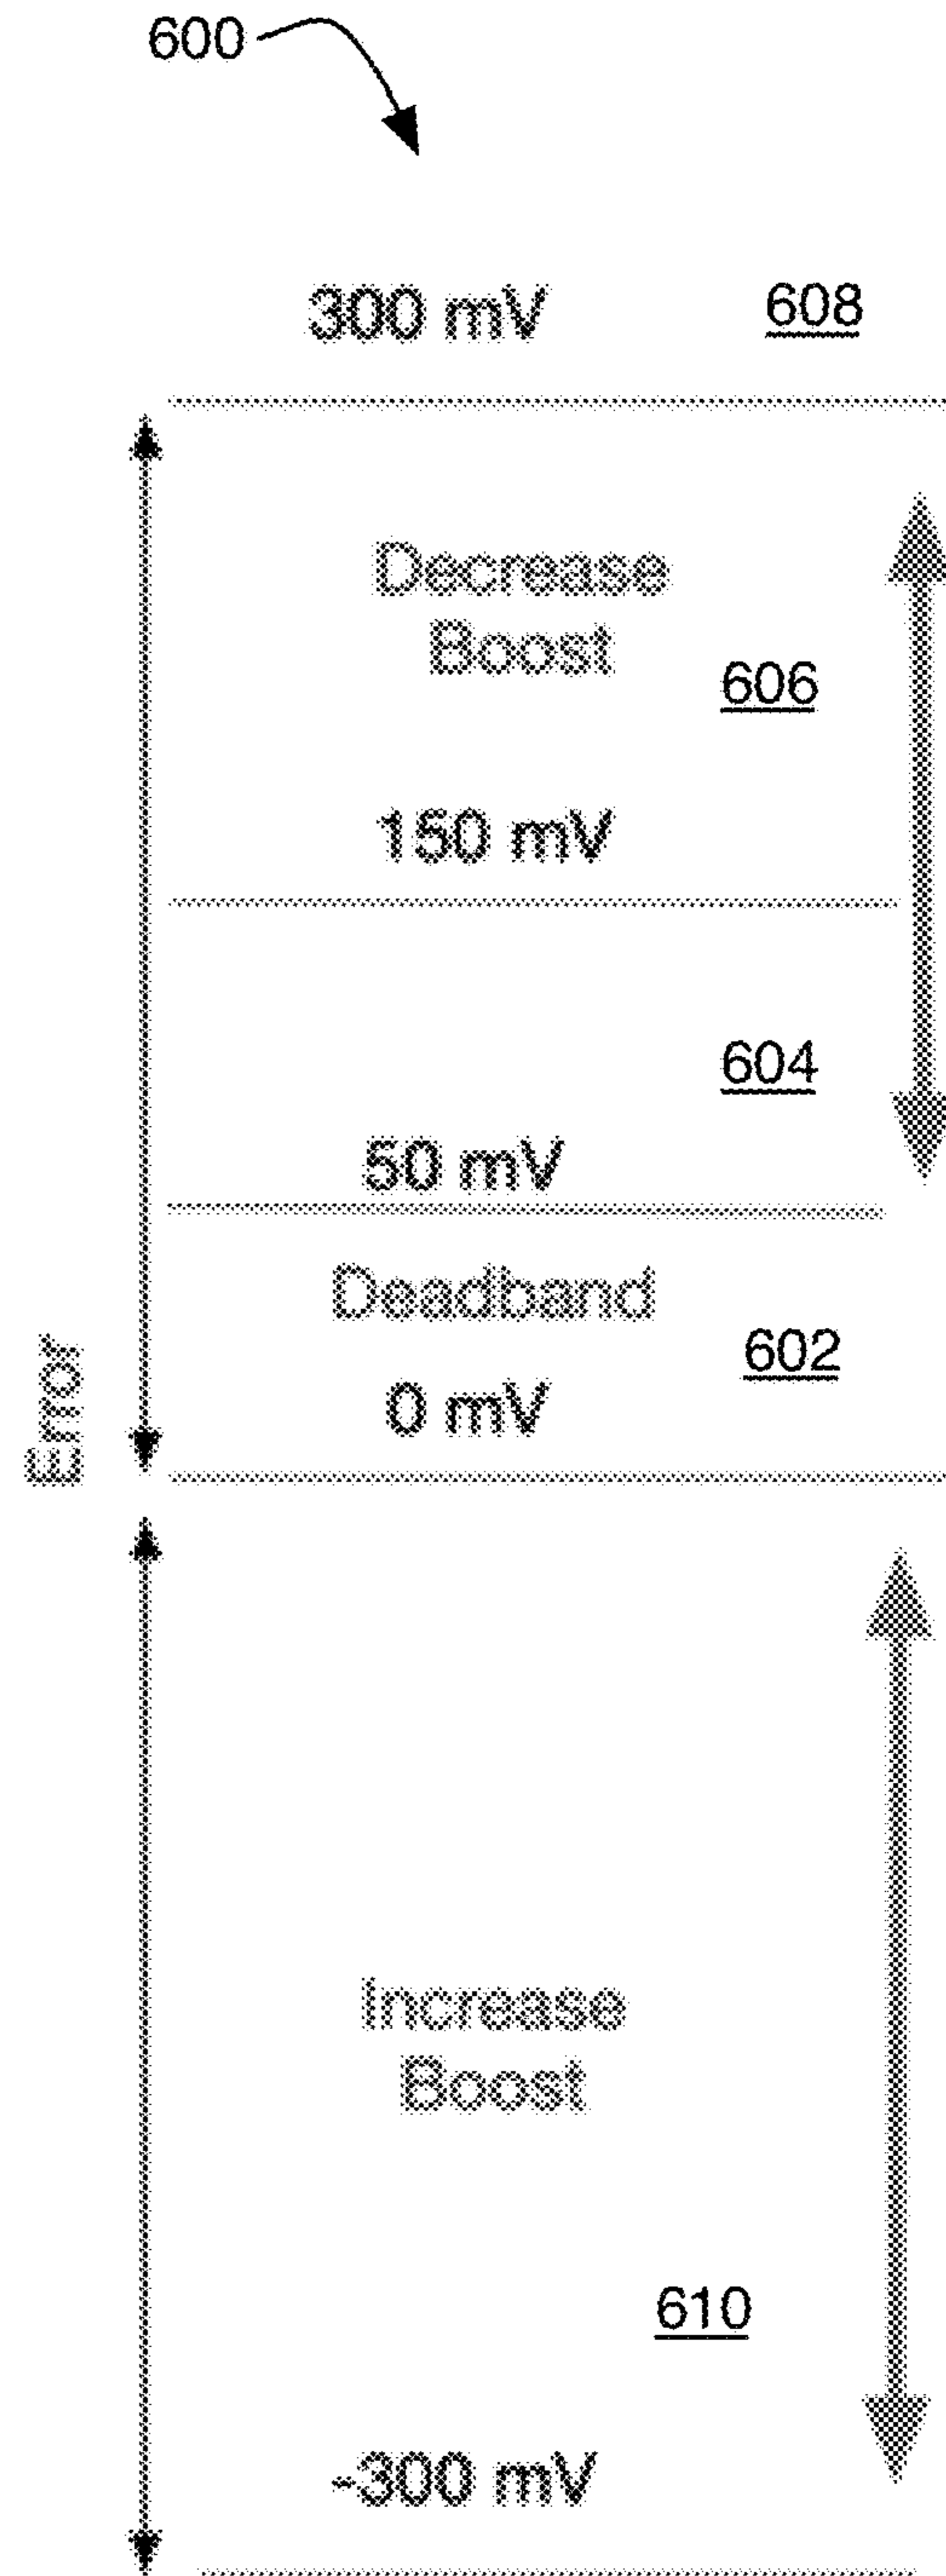 600
300 mV 608
Decrease
Boost
606
150 mV
604
50 mV
Deadband
602
0 mV
Error
Increase
Boost
610
-300 mV